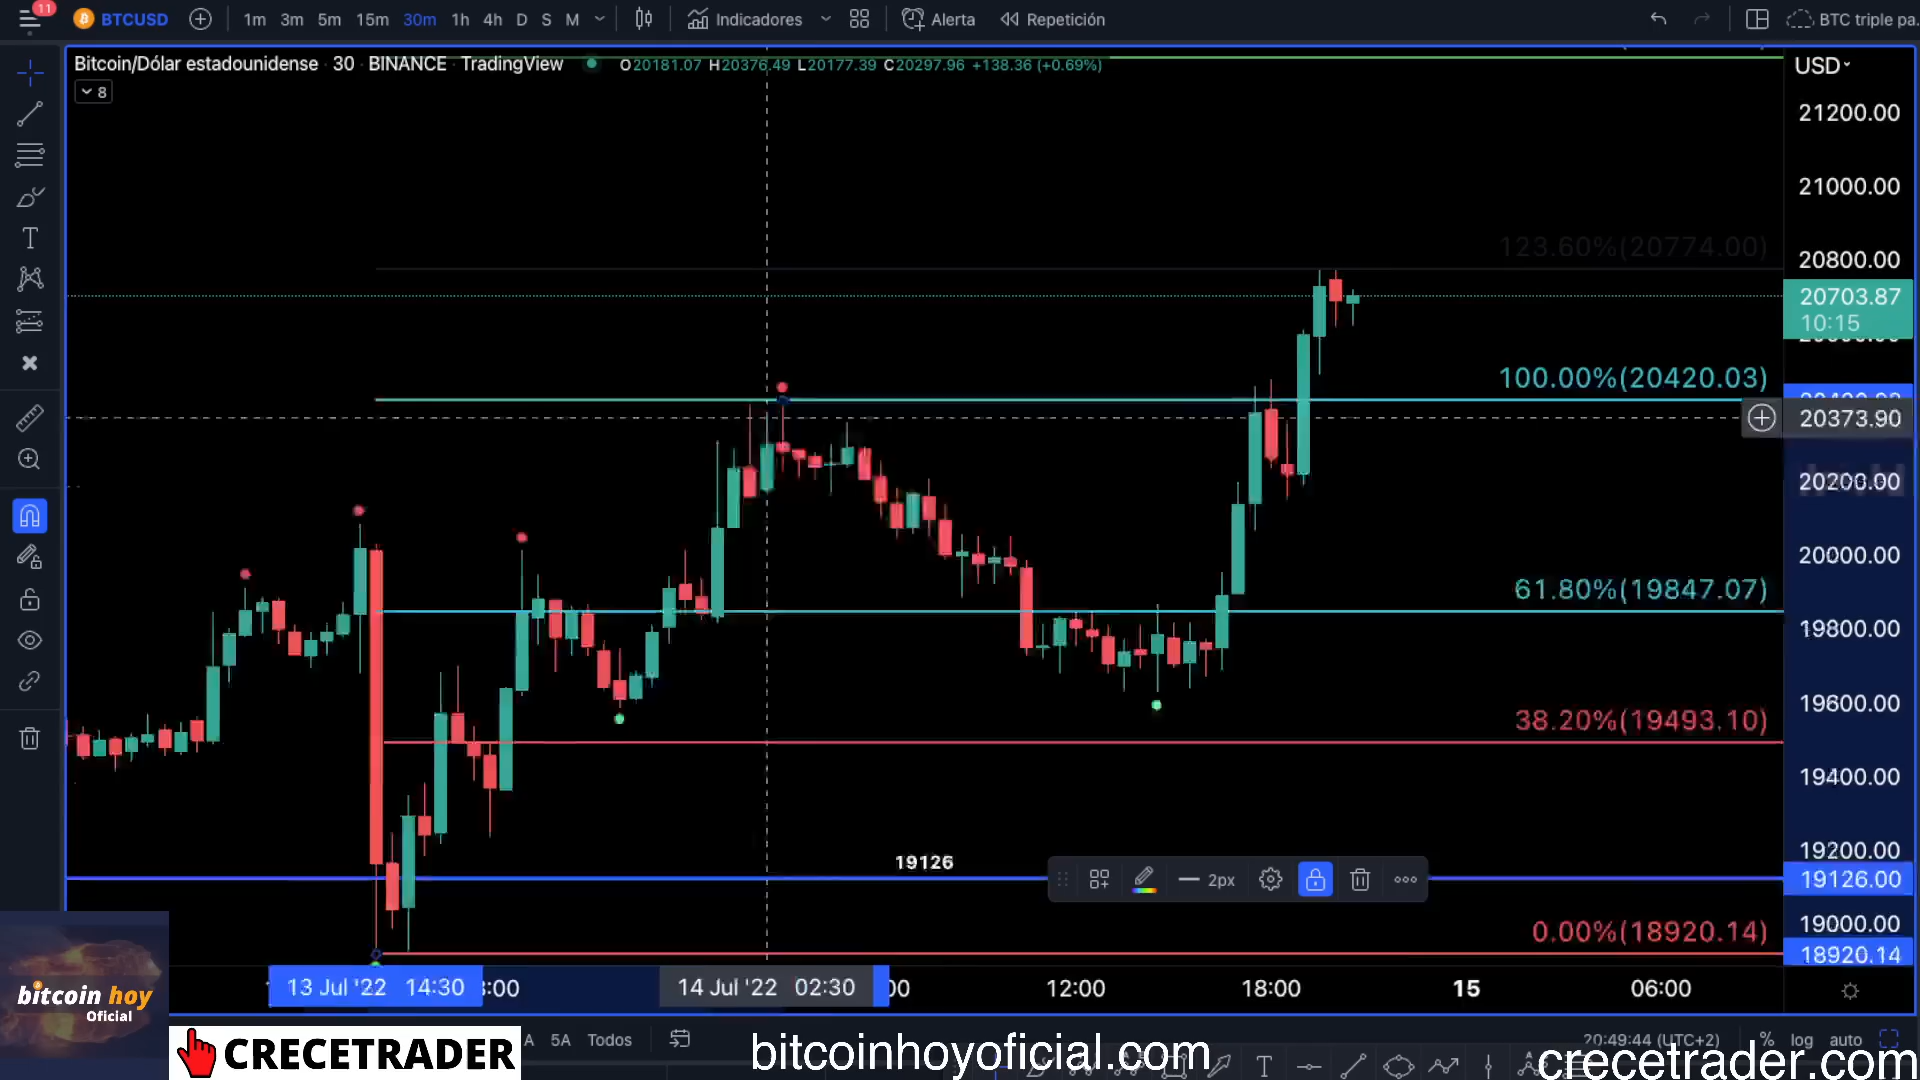 11
BTCUSD 1m 3m 5m 15m 30m 1h 4h D S M Indicadores Alerta Repetición BTC triple pa.
Bitcoin/Dólar estadounidense 30 BINANCE TradingView O20181.07 H20376.49 L20177.39 C20297.96 +138.36 (+0.69%)
USD
8
21200.00
21000.00
123.60%(20774.00)
20800.00
20703.87
10:15
100.00%(20420.03)
20373.90
20200.00
20000.00
61.80%(19847.07)
19800.00
19600.00
38.20%(19493.10)
19400.00
19200.00
19126
2px
19126.00
19000.00
0.00%(18920.14)
18920.14
13 Jul '22 14:30 :00 14 Jul '22 02:30 00 12:00 18:00 15 06:00
bitcoin hoy
Oficial
CRECETRADER
A 5A Todos
bitcoinhoyoficial.com
20:49:44 (UTC+2) % log auto
crecetrader.com